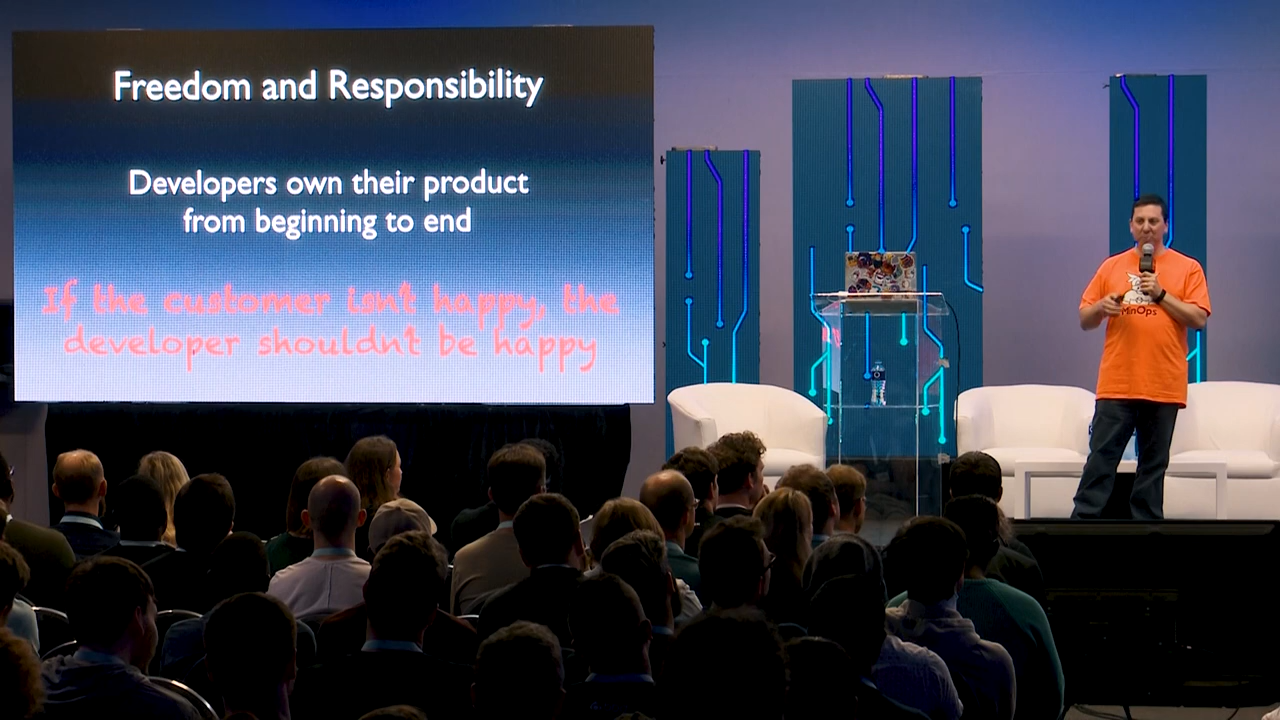 Freedom and Responsibility
Developers own their product
from beginning to end
If the customer isn't happy, the
developer shouldn't be happy
MinOps